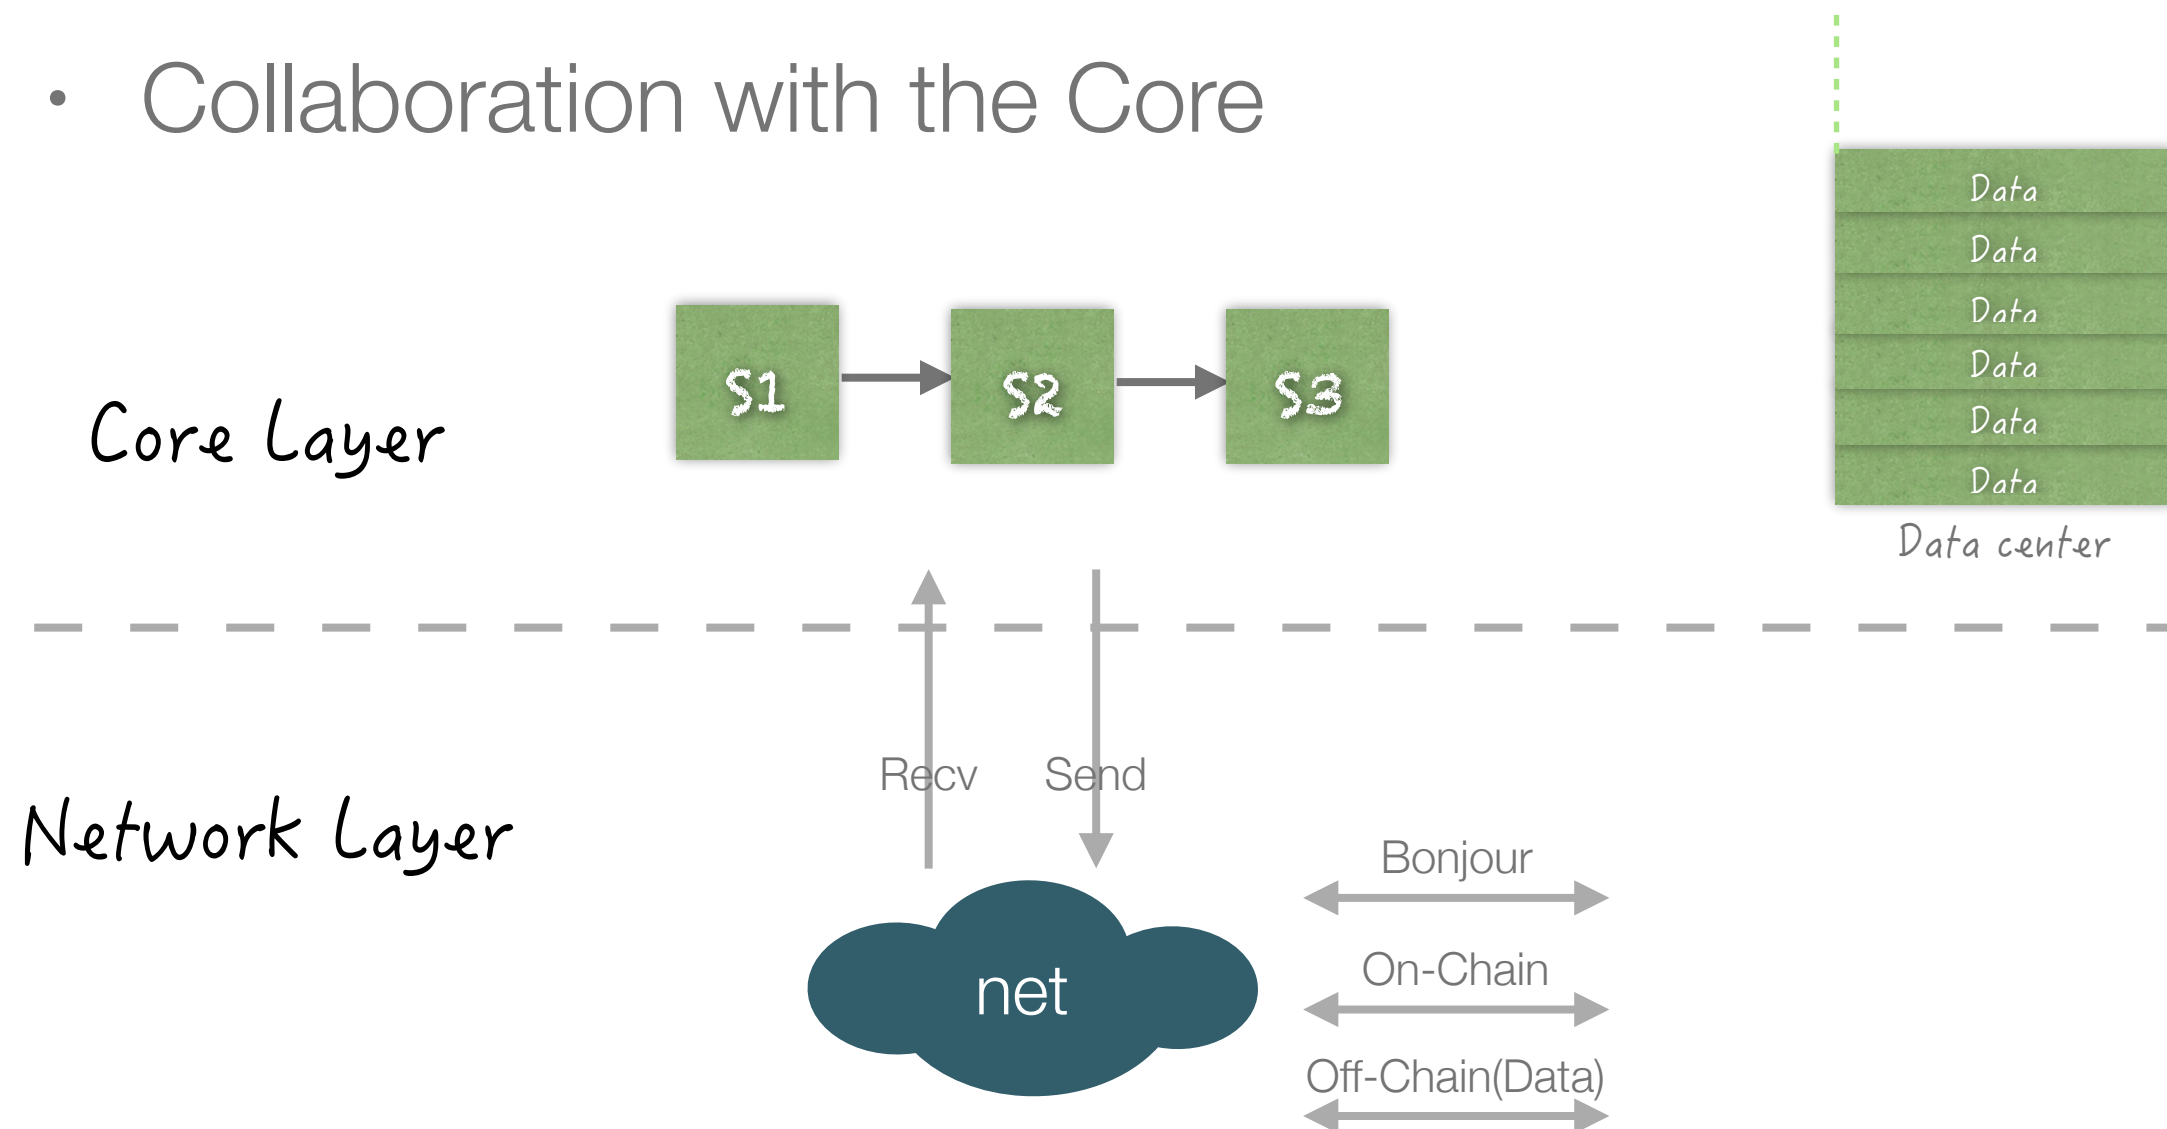 • Collaboration with the Core
Data
Data
Data
Data
Data
Data
Data center
S1
S2
S3
Core Layer
Recv
Send
Network Layer
net
Bonjour
On-Chain
Off-Chain(Data)